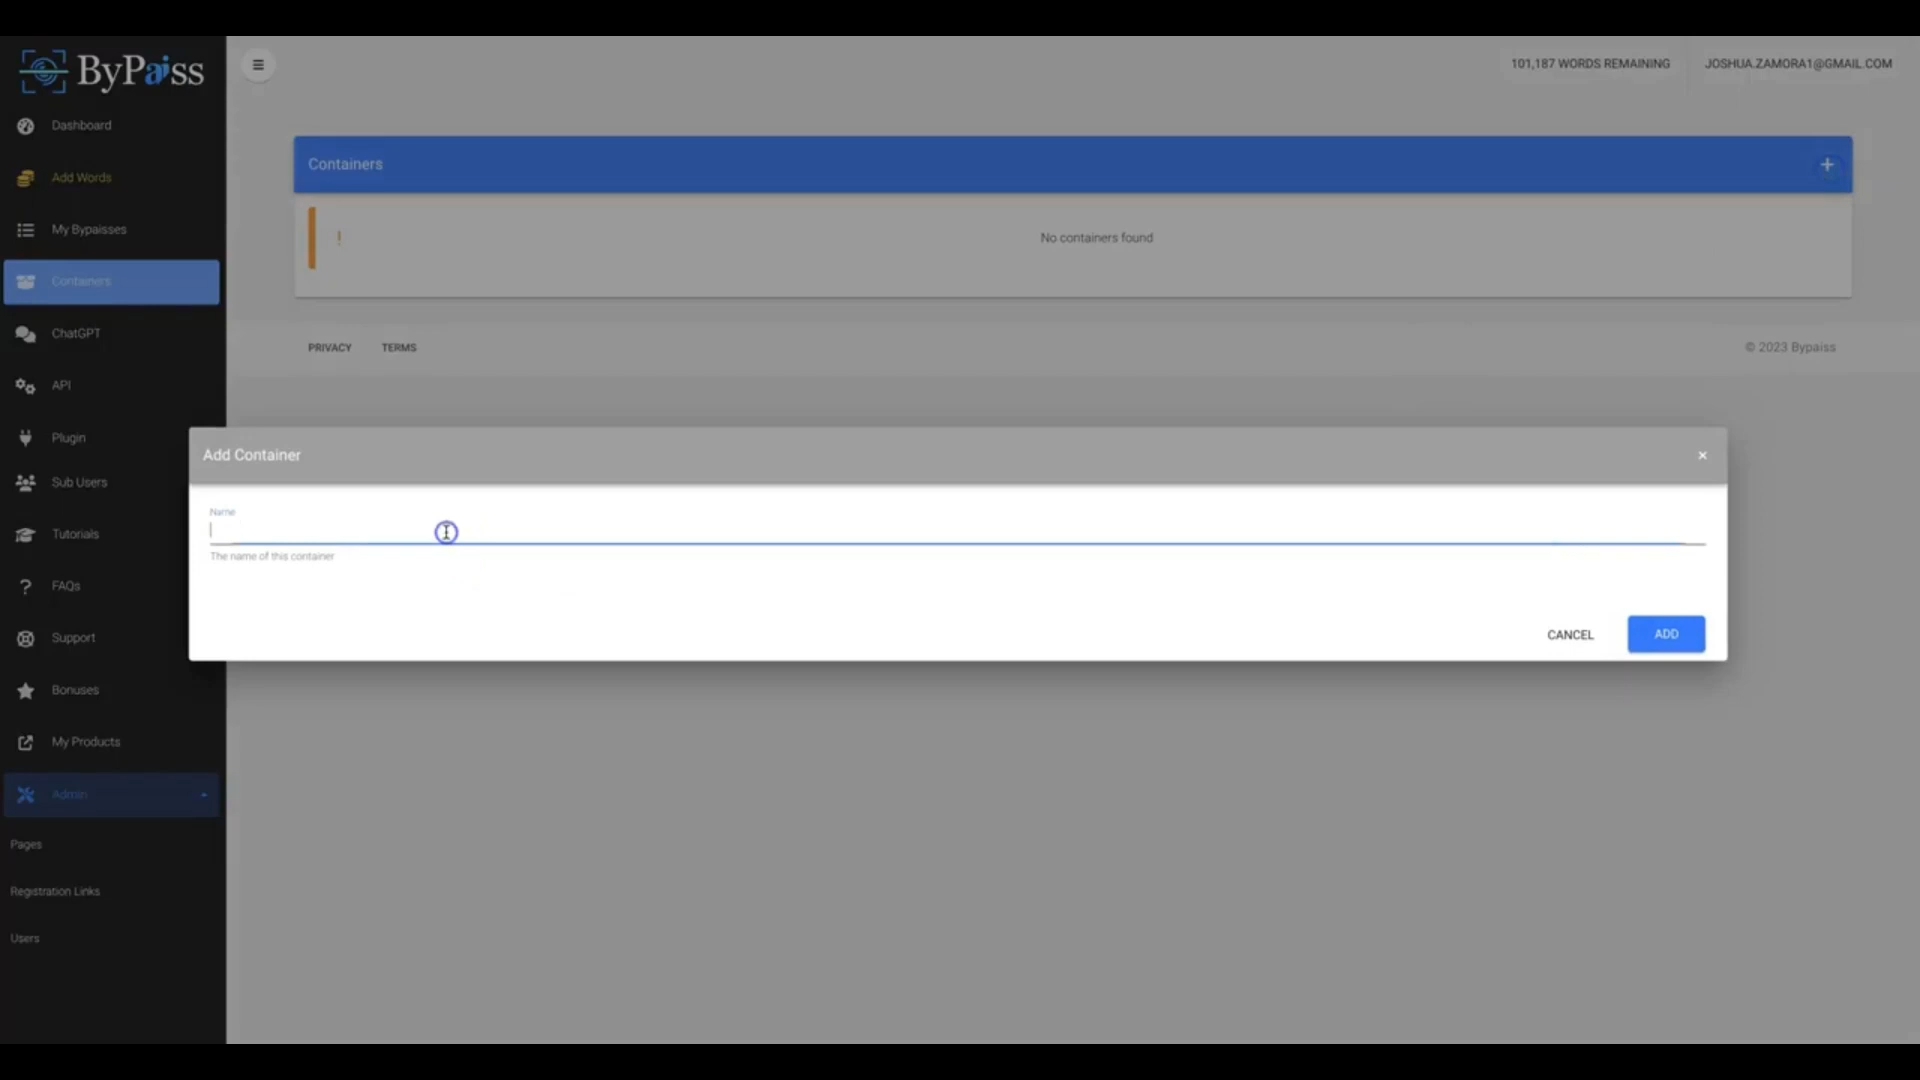 ByPaiss
101,187 WORDS REMAINING
JOSHUA.ZAMORA1@GMAIL.COM
Dashboard
Add Words
My Bypaisses
Containers
ChatGPT
API
Plugin
Sub Users
Tutorials
FAQs
Support
Bonuses
My Products
Admin
Pages
Registration Links
Users
Containers
+
!
No containers found
PRIVACY
TERMS
© 2023 Bypaiss
Add Container
×
Name
The name of this container
CANCEL
ADD